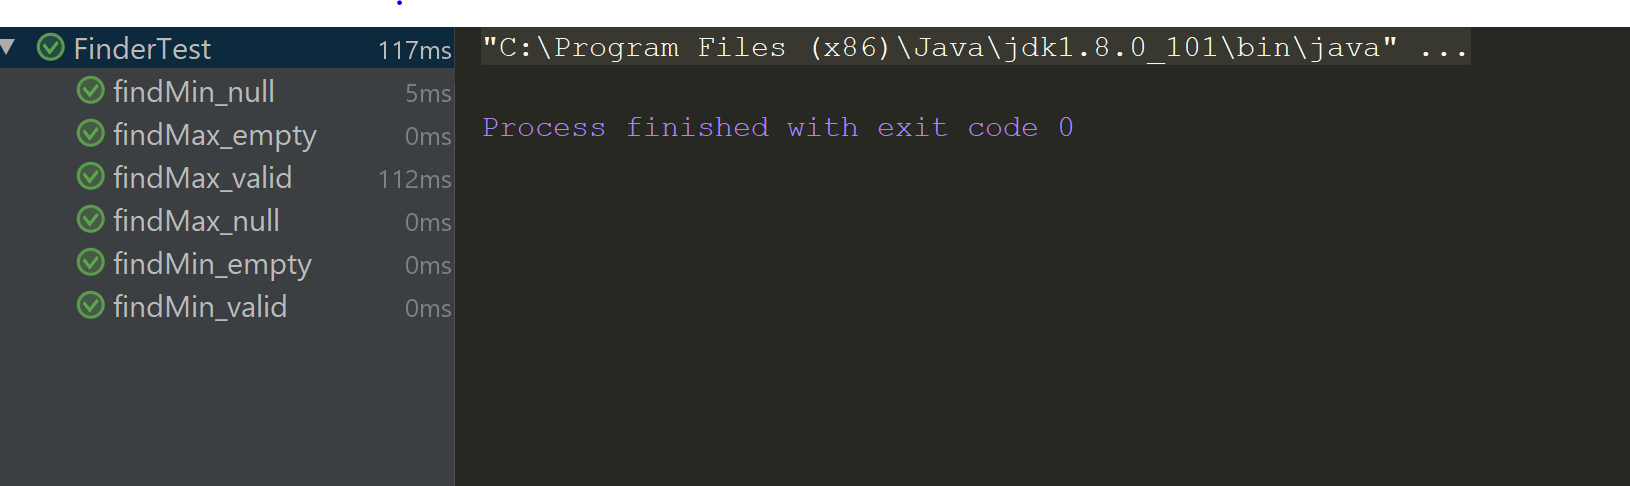 FinderTest 117ms
findMin_null 5ms
findMax_empty 0ms
findMax_valid 112ms
findMax_null 0ms
findMin_empty 0ms
findMin_valid 0ms
"C:\Program Files (x86)\Java\jdk1.8.0_101\bin\java" ...
Process finished with exit code 0